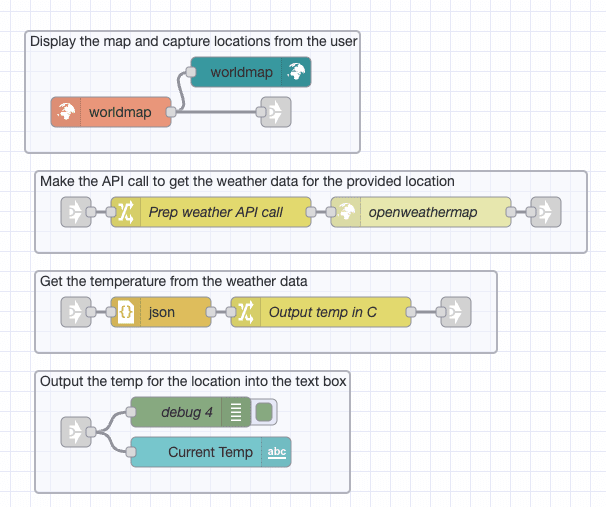 Display the map and capture locations from the user
worldmap
worldmap
Make the API call to get the weather data for the provided location
Prep weather API call
openweathermap
Get the temperature from the weather data
{} json
Output temp in C
Output the temp for the location into the text box
debug 4
Current Temp abc